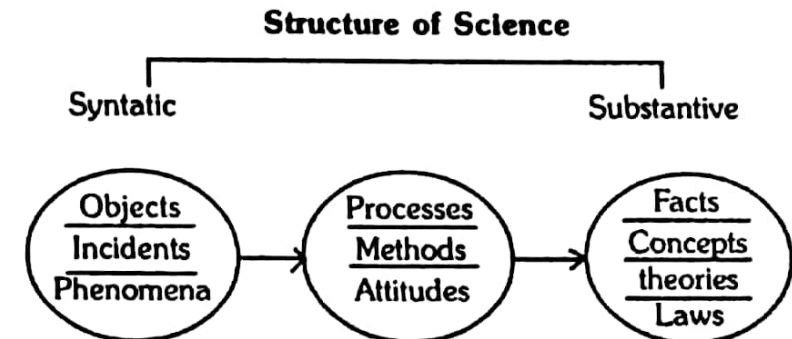 Structure of Science
Syntatic
Substantive
Objects
Incidents
Phenomena
Processes
Methods
Attitudes
Facts
Concepts
theories
Laws